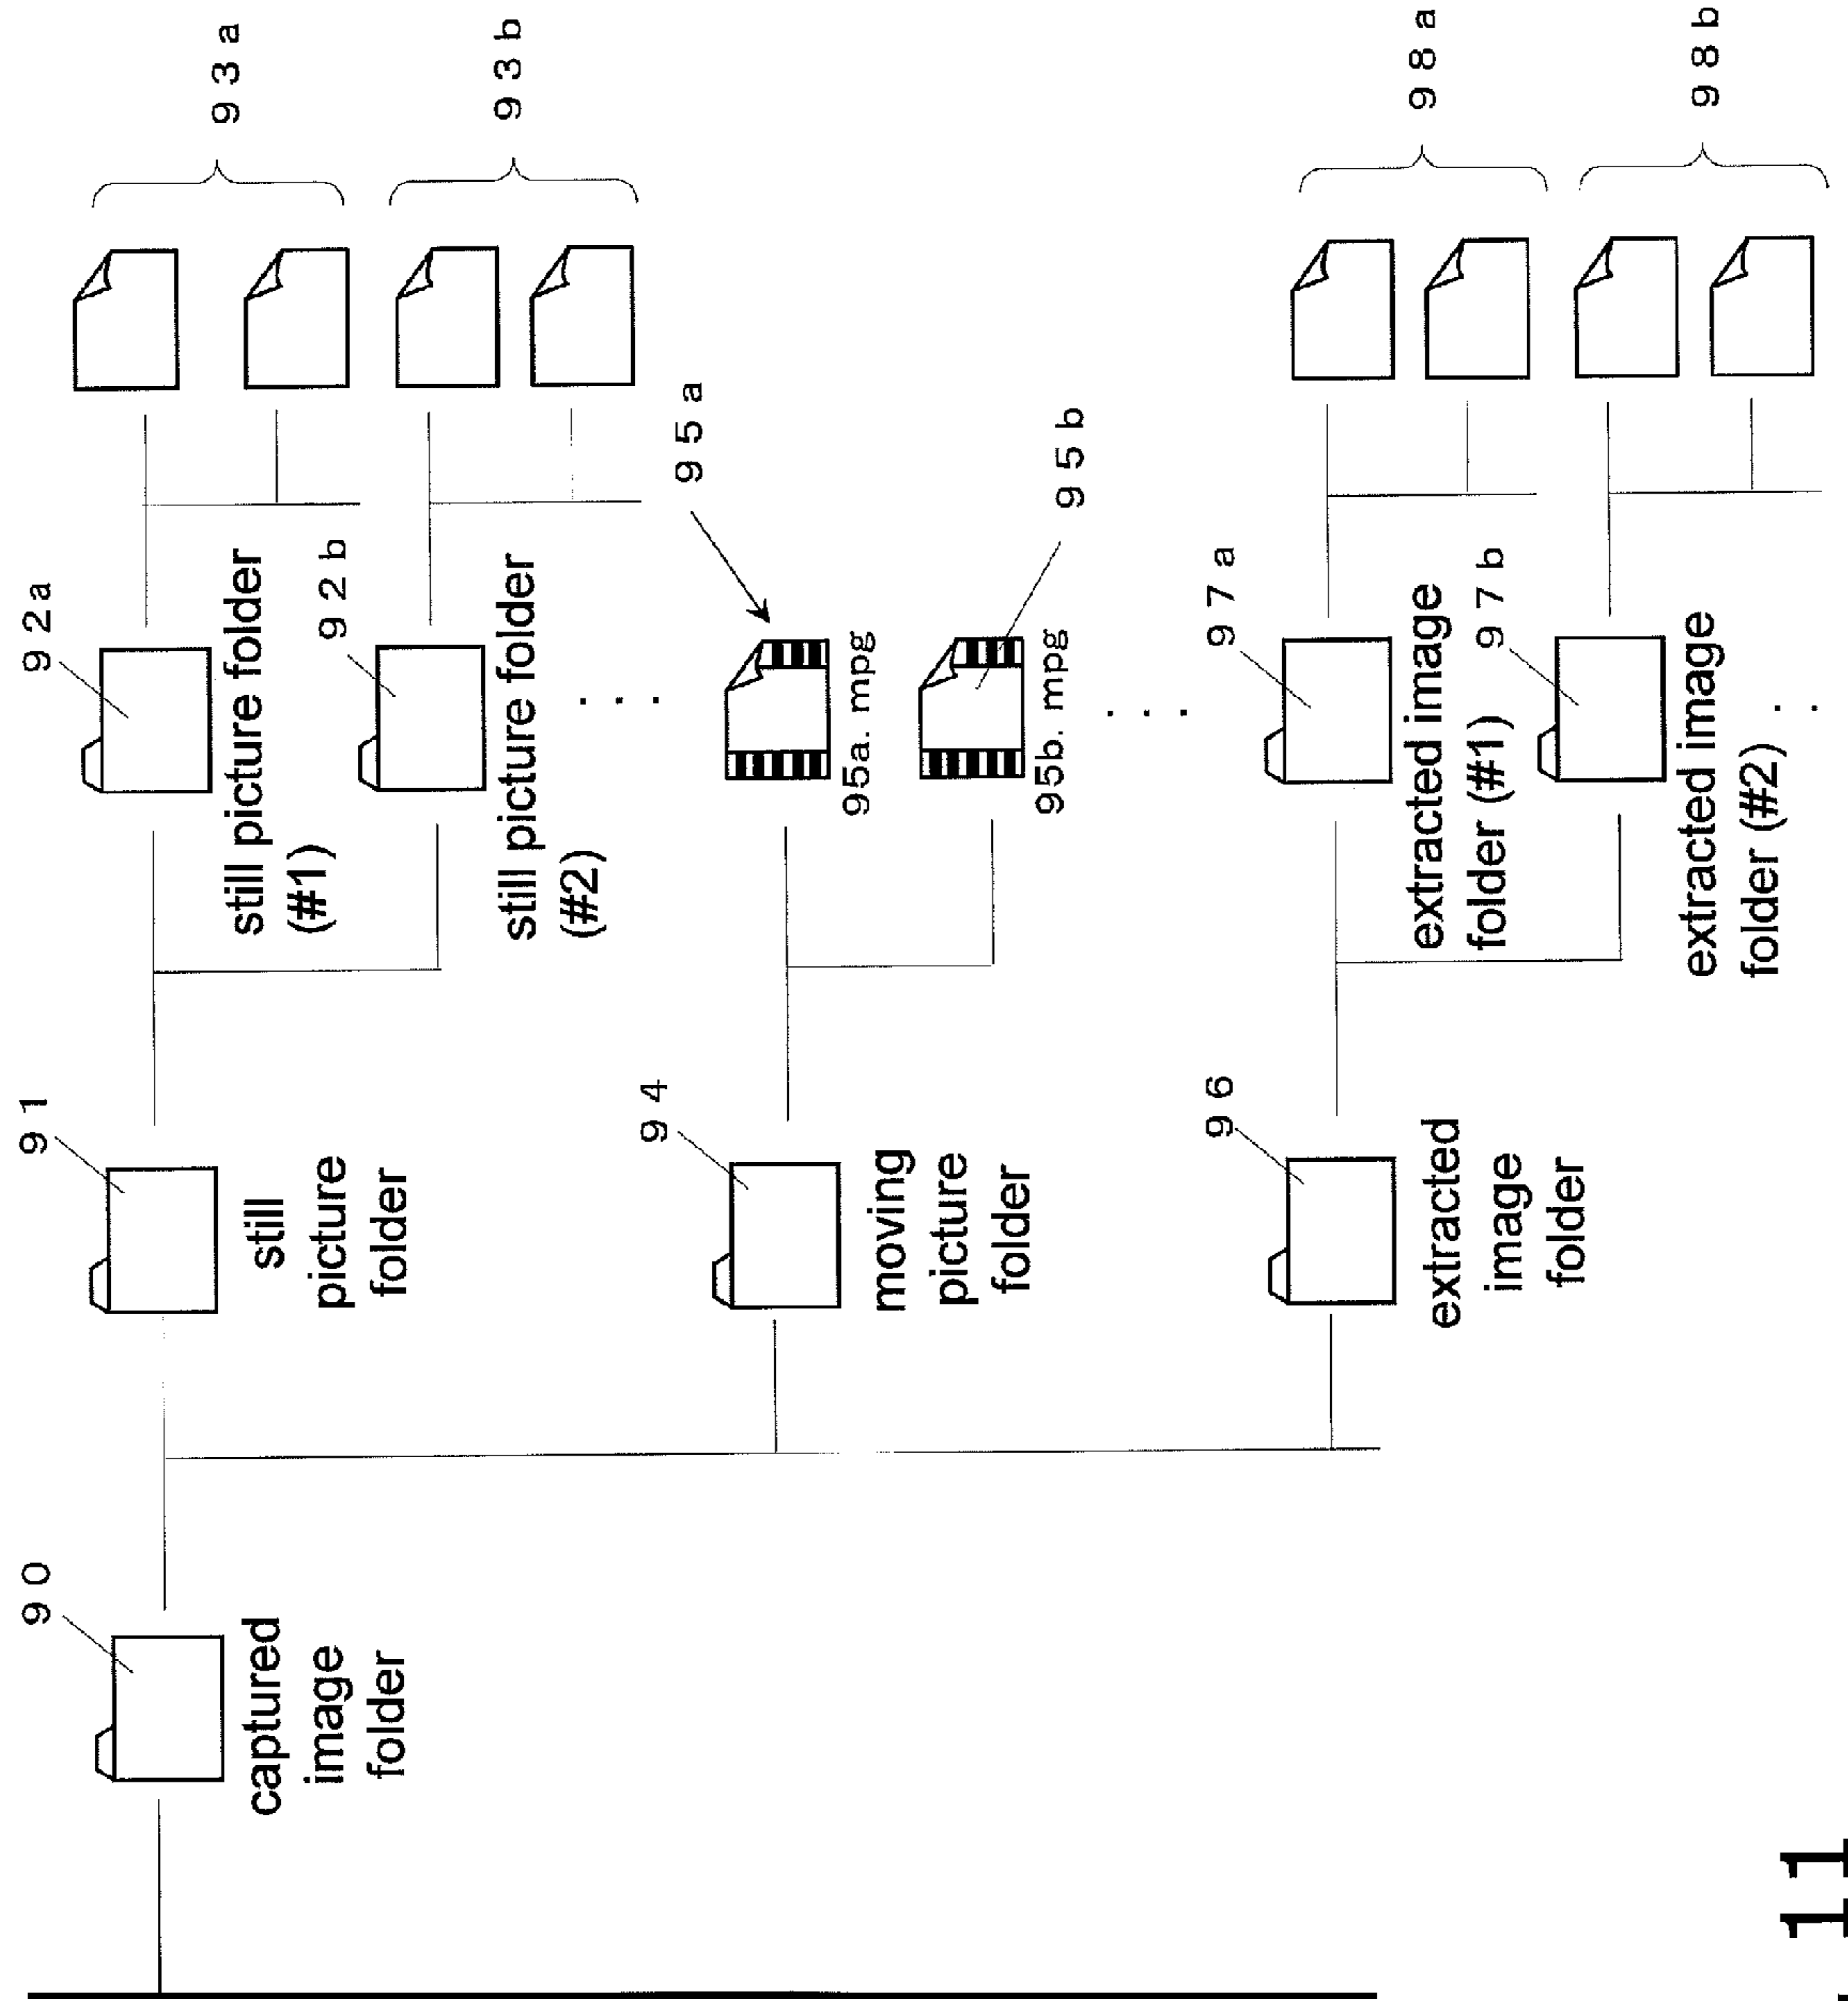 90
captured
image
folder
91
still
picture
folder
92a
still picture folder
(#1)
92b
still picture folder
(#2)
. . .
93a
93b
94
moving
picture
folder
95a
95a. mpg
95b
95b. mpg
. . .
96
extracted
image
folder
97a
extracted image
folder (#1)
97b
extracted image
folder (#2)
98a
98b
11